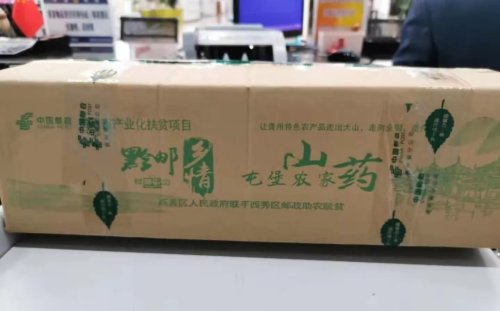 中国邮政
CHINA POST
产业化扶贫项目
让贵州特色农产品走出大山，走向全国
黔邮乡情
屯堡农家
山药
西秀区人民政府联手西秀区邮政助农脱贫